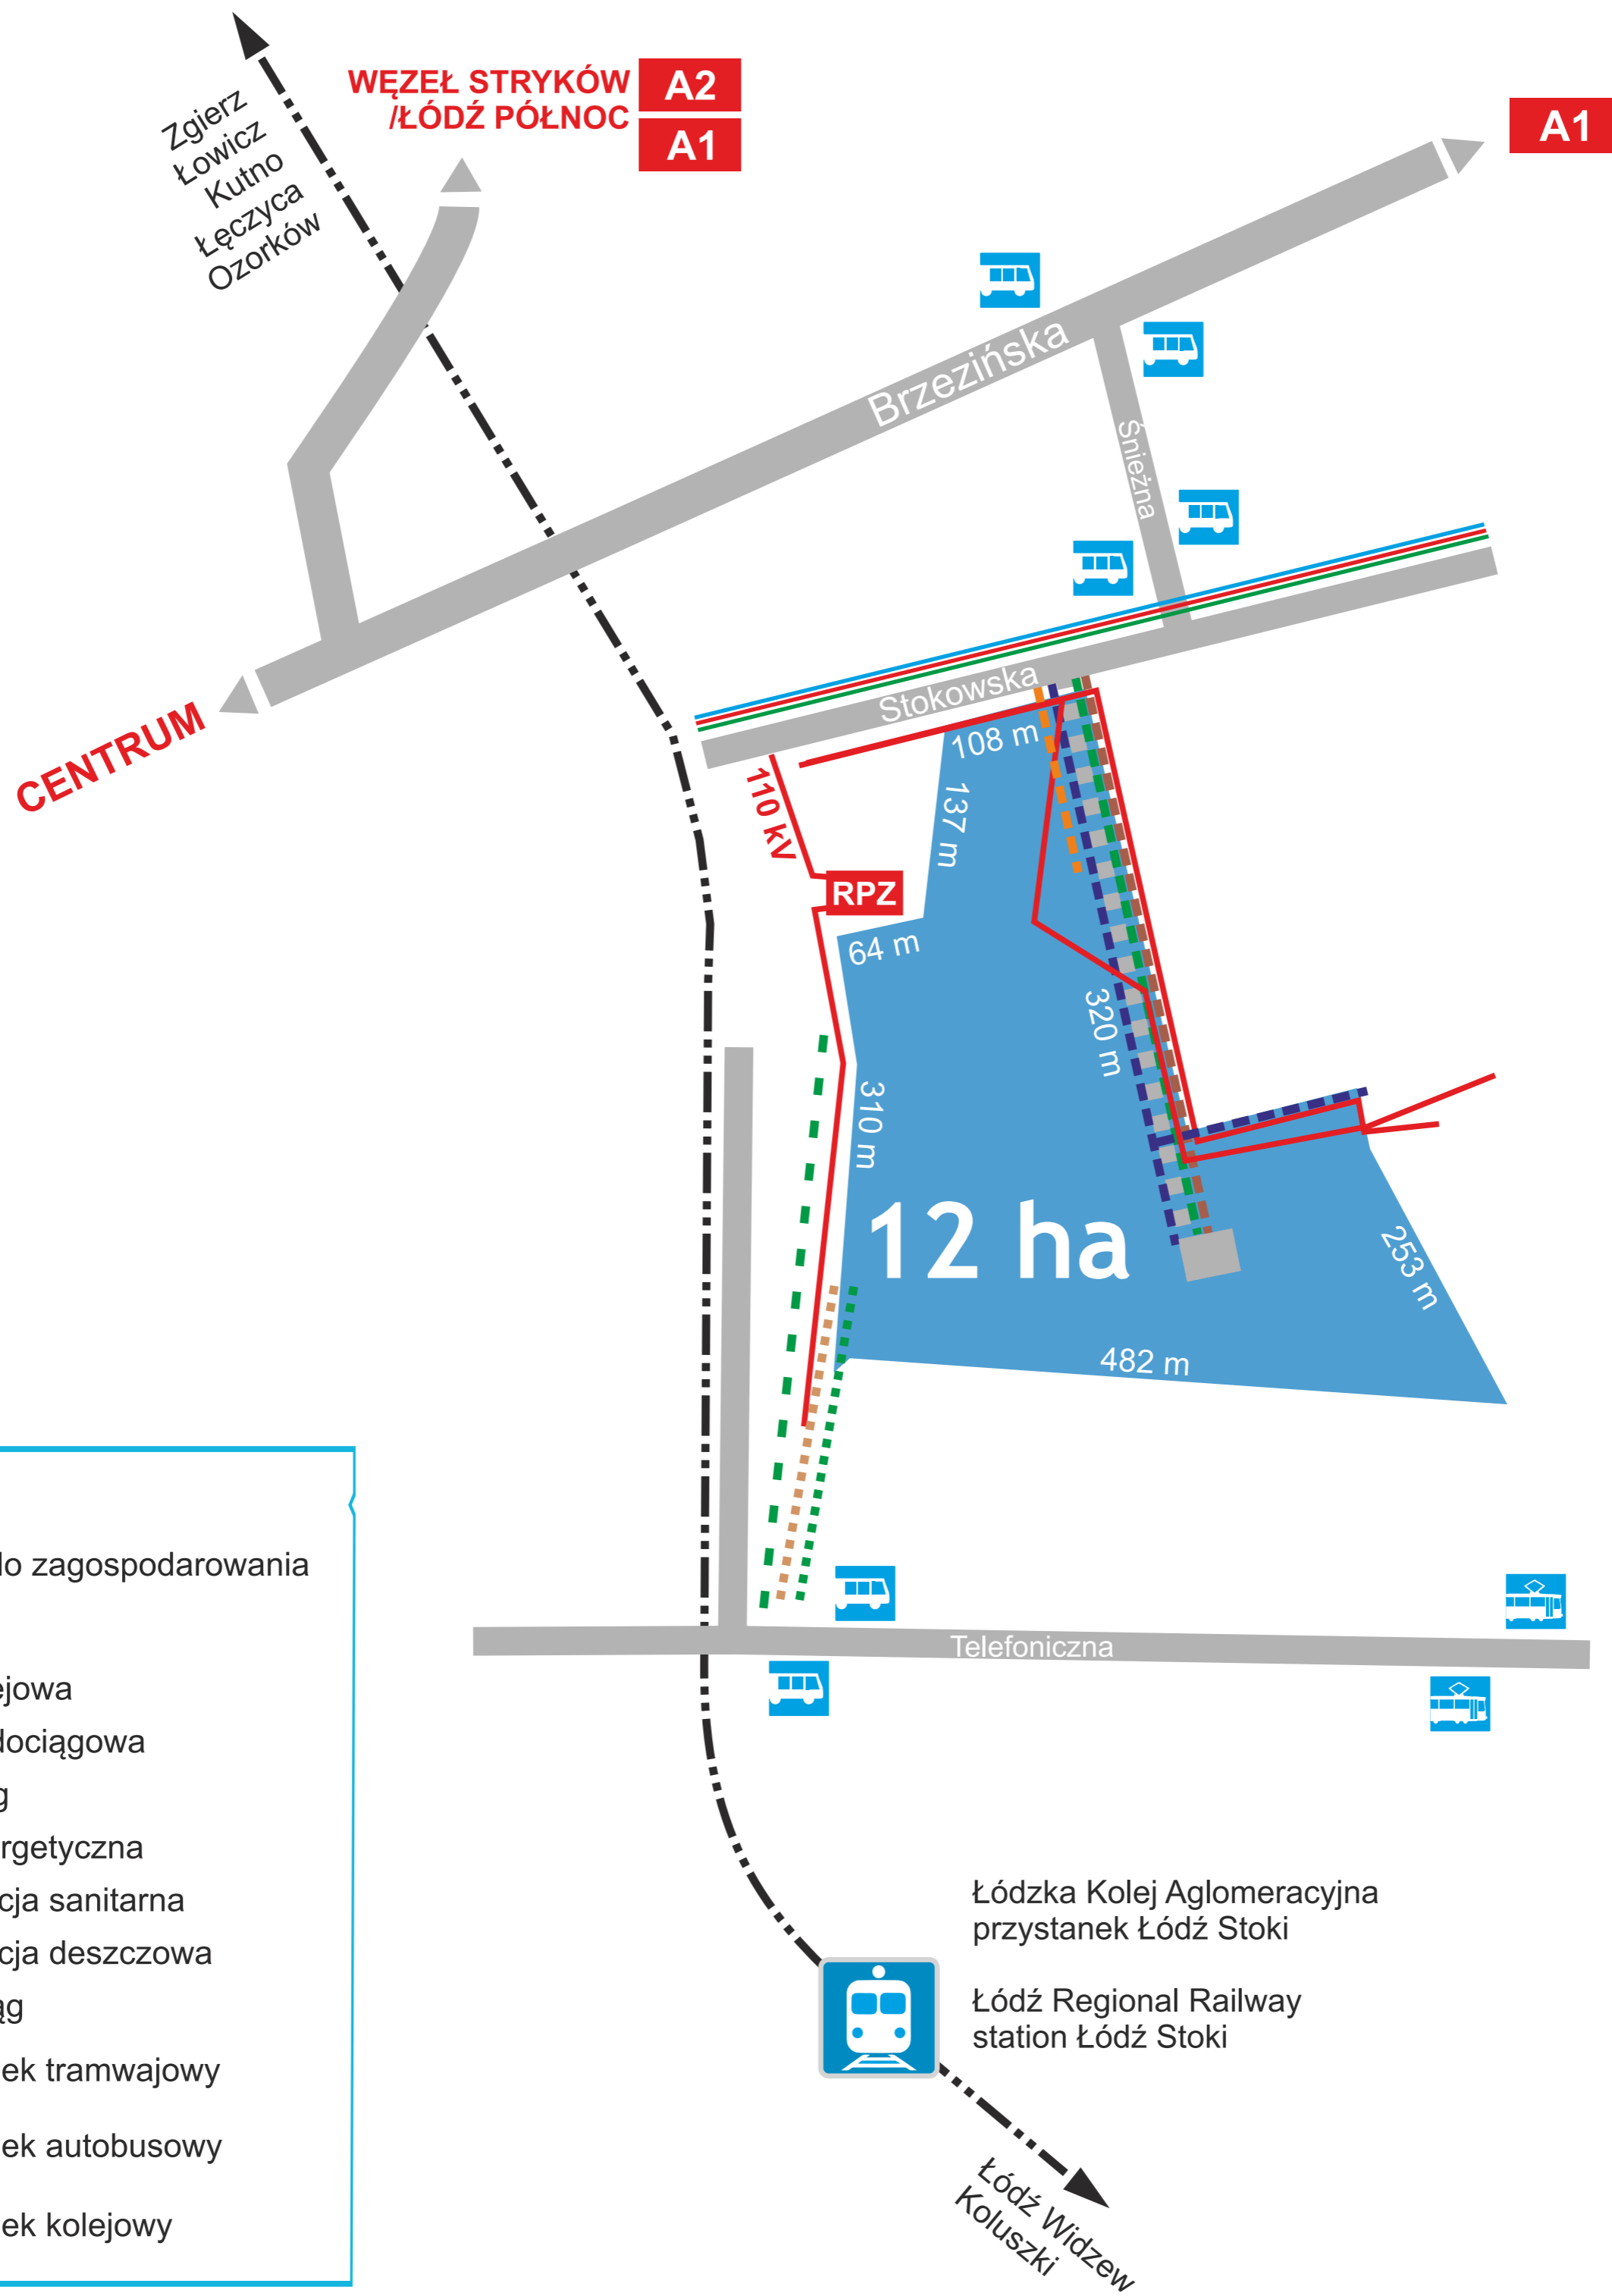 WĘZEŁ STRYKÓW
/ŁÓDŹ PÓŁNOC
A2
A1
A1
Zgierz
Łowicz
Kutno
Łęczyca
Ozorków
Brzezińska
Śnieżna
CENTRUM
Stokowska
108 m
110 kV
137 m
RPZ
64 m
320 m
310 m
12 ha
253 m
482 m
Telefoniczna
do zagospodarowania
ejowa
dociągowa
g
rgetyczna
cja sanitarna
cja deszczowa
ąg
ek tramwajowy
ek autobusowy
ek kolejowy
Łódzka Kolej Aglomeracyjna
przystanek Łódź Stoki
Łódź Regional Railway
station Łódź Stoki
Łódź Widzew
Koluszki